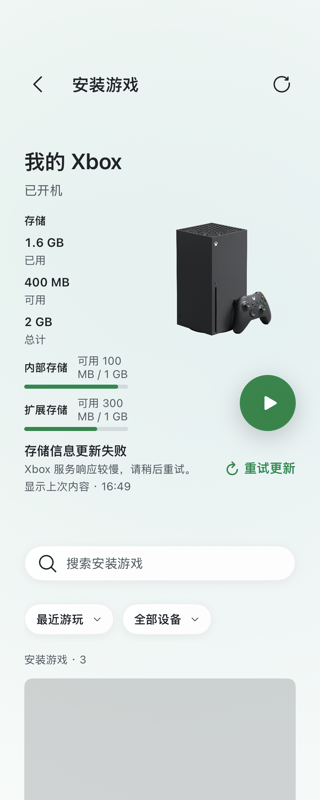 安装游戏
我的 Xbox
已开机
存储
1.6 GB
已用
400 MB
可用
2 GB
总计
内部存储 可用 100
MB / 1 GB
扩展存储 可用 300
MB / 1 GB
存储信息更新失败
Xbox 服务响应较慢，请稍后重试。
显示上次内容 · 16:49
重试更新
搜索安装游戏
最近游玩 全部设备
安装游戏 · 3